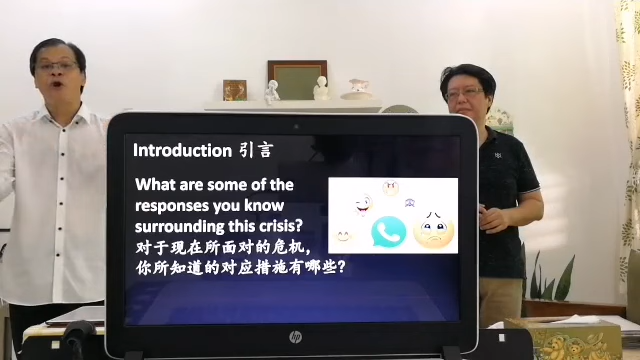 Introduction 引言
What are some of the
responses you know
surrounding this crisis?
对于现在所面对的危机，
你所知道的对应措施有哪些？
hp